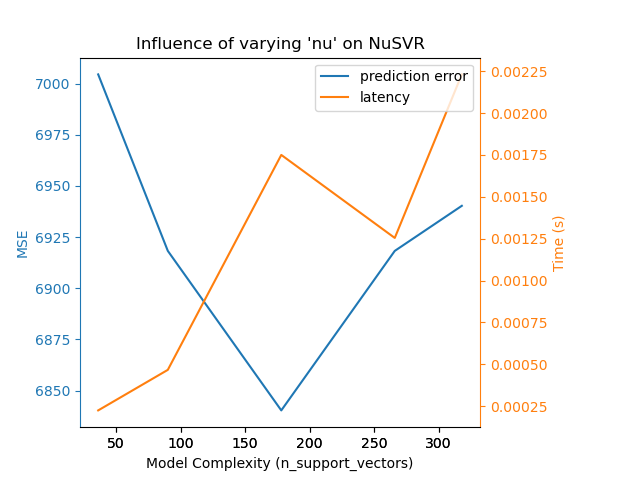 Influence of varying 'nu' on NuSVR
prediction error
latency
7000
6975
6950
6925
6900
6875
6850
MSE
0.00225
0.00200
0.00175
0.00150
0.00125
0.00100
0.00075
0.00050
0.00025
Time (s)
50 100 150 200 250 300
Model Complexity (n_support_vectors)